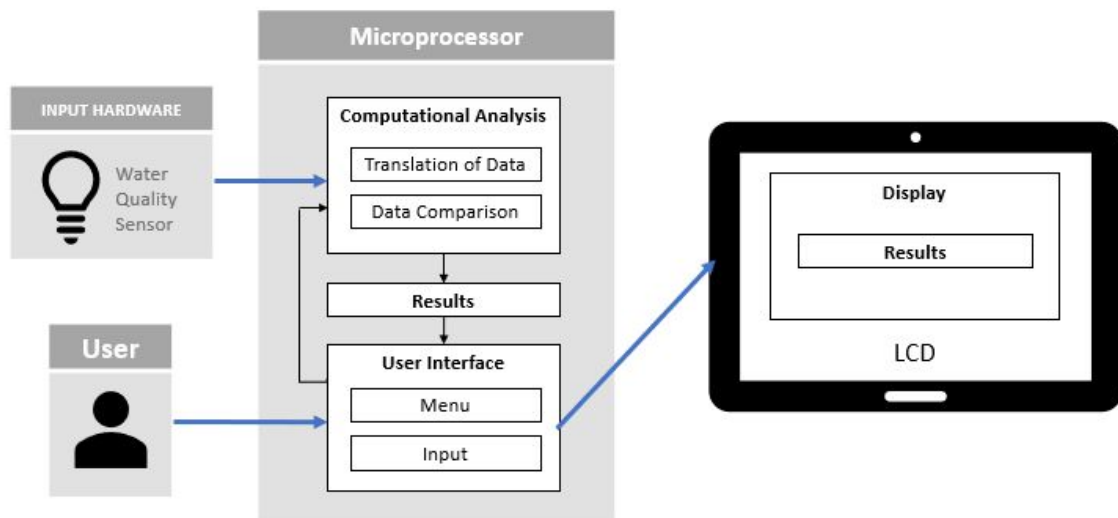 Microprocessor
INPUT HARDWARE
Water
Quality
Sensor
Computational Analysis
Translation of Data
Data Comparison
Results
User
User Interface
Menu
Input
Display
Results
LCD